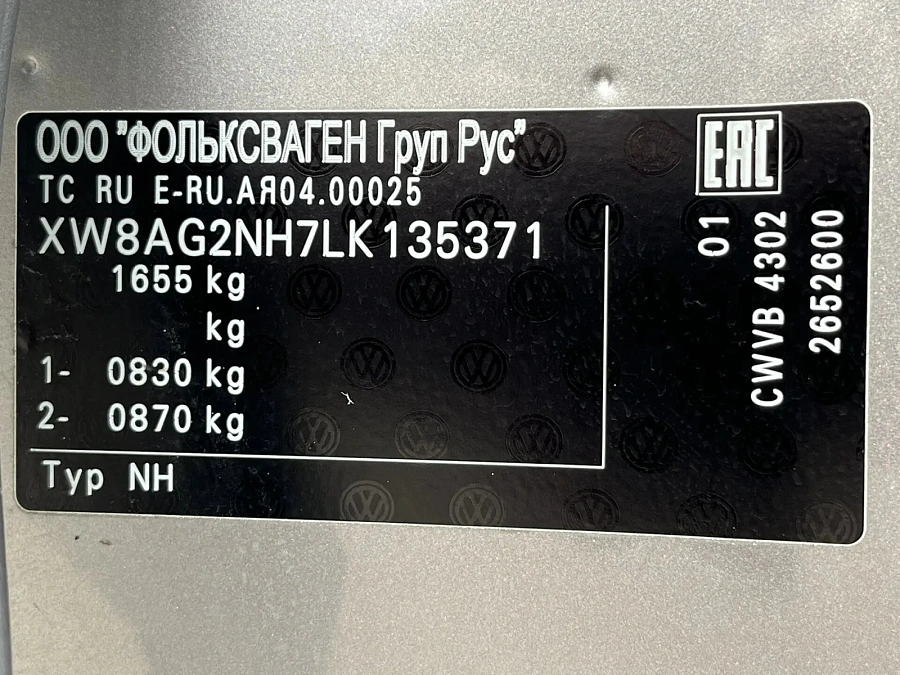 ООО "ФОЛЬКСВАГЕН Груп Рус"
ТС RU E-RU.АЯ04.00025
XW8AG2NH7LK135371
1655 kg
kg
1- 0830 kg
2- 0870 kg
Typ NH
EAC
01
CWVB 4302
2652600